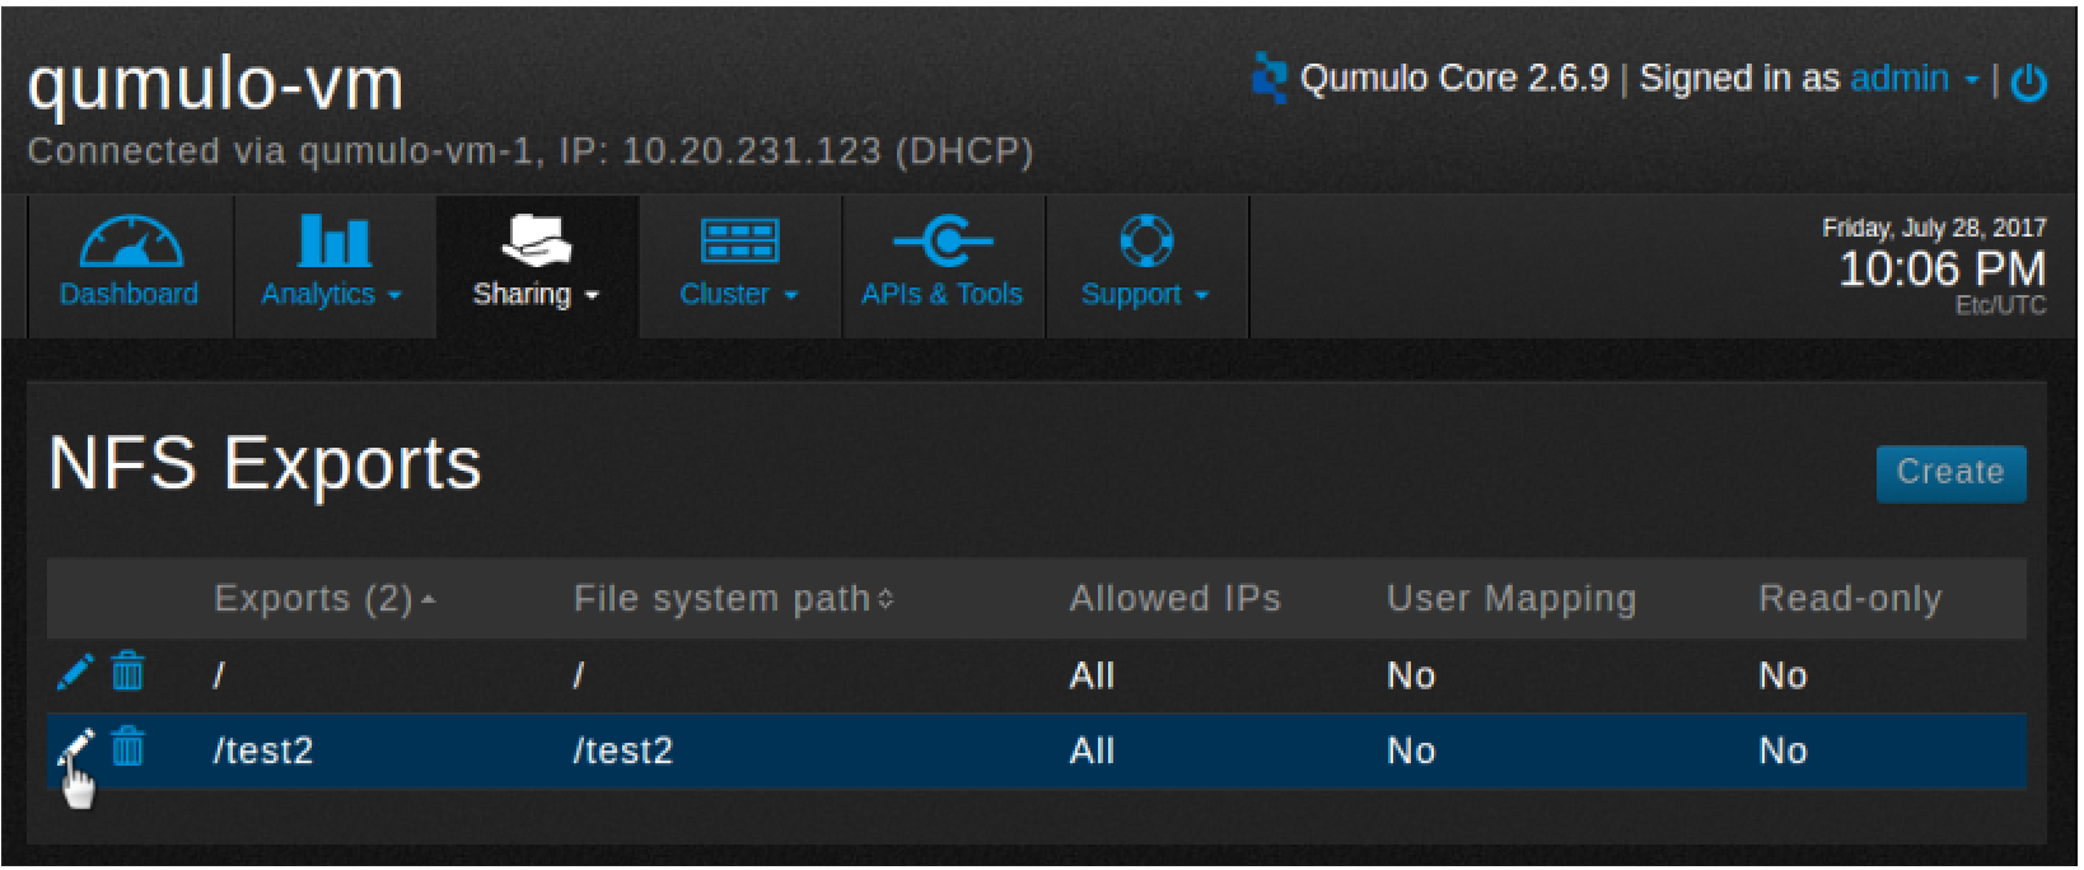 qumulo-vm
Qumulo Core 2.6.9 | Signed in as admin |
Connected via qumulo-vm-1, IP: 10.20.231.123 (DHCP)
Dashboard Analytics Sharing Cluster APIs & Tools Support
Friday, July 28, 2017
10:06 PM
Etc/UTC
NFS Exports
Create
Exports (2) File system path Allowed IPs User Mapping Read-only
/ / All No No
/test2 /test2 All No No